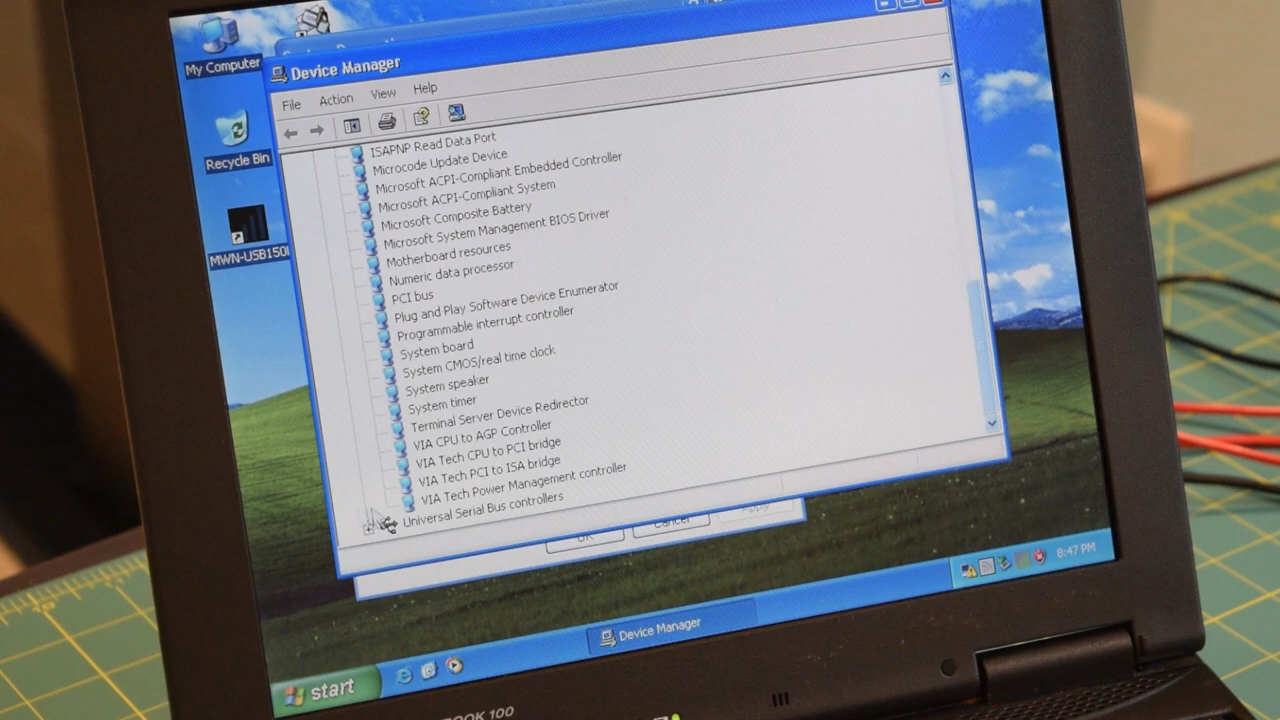 My Computer
Recycle Bin
MWN-USB150
Device Manager
File Action View Help
ISAPNP Read Data Port
Microcode Update Device
Microsoft ACPI-Compliant Embedded Controller
Microsoft ACPI-Compliant System
Microsoft Composite Battery
Microsoft System Management BIOS Driver
Motherboard resources
Numeric data processor
PCI bus
Plug and Play Software Device Enumerator
Programmable interrupt controller
System board
System CMOS/real time clock
System speaker
System timer
Terminal Server Device Redirector
VIA CPU to AGP Controller
VIA Tech CPU to PCI bridge
VIA Tech PCI to ISA bridge
VIA Tech Power Management controller
Universal Serial Bus controllers
OK Cancel Apply
start
Device Manager
8:47 PM
OOK 100